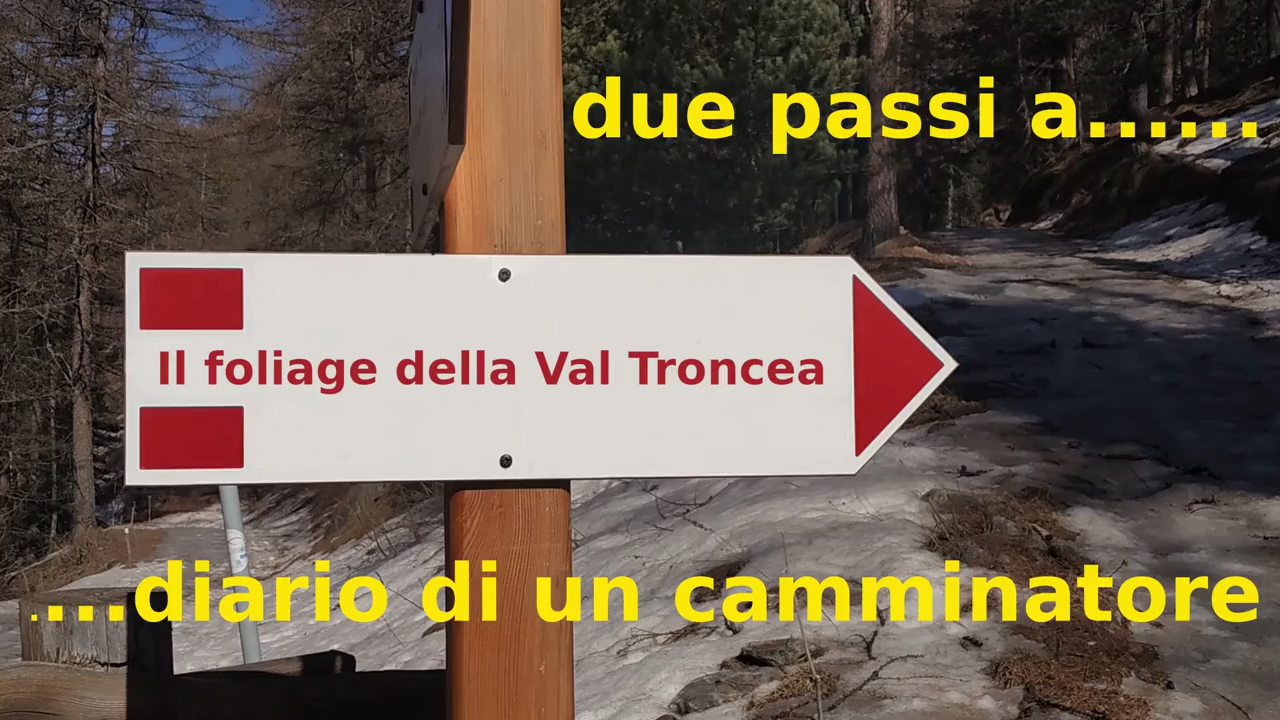 due passi a......
Il foliage della Val Troncea
....diario di un camminatore